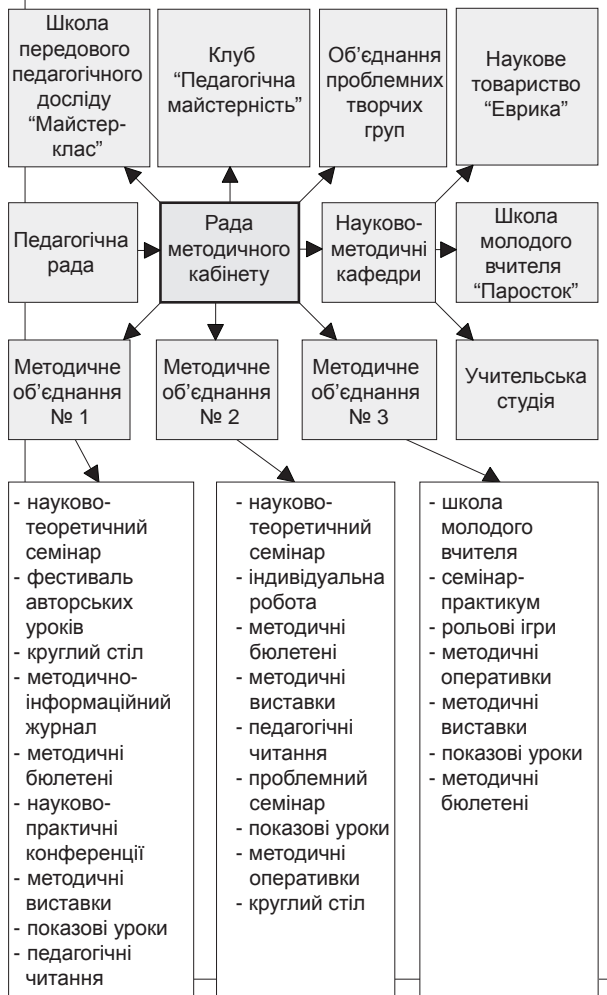 Школа
передового
педагогічного
досліду
“Майстер-
клас”
Клуб
“Педагогічна
майстерність”
Об’єднання
проблемних
творчих
груп
Наукове
товариство
“Еврика”
Педагогічна
рада
Рада
методичного
кабінету
Науково-
методичні
кафедри
Школа
молодого
вчителя
“Паросток”
Методичне
об’єднання
№ 1
Методичне
об’єднання
№ 2
Методичне
об’єднання
№ 3
Учительська
студія
- науково-
теоретичний
семінар
- фестиваль
авторських
уроків
- круглий стіл
- методично-
інформаційний
журнал
- методичні
бюлетені
- науково-
практичні
конференції
- методичні
виставки
- показові уроки
- педагогічні
читання
- науково-
теоретичний
семінар
- індивідуальна
робота
- методичні
бюлетені
- методичні
виставки
- педагогічні
читання
- проблемний
семінар
- показові уроки
- методичні
оперативки
- круглий стіл
- школа
молодого
вчителя
- семінар-
практикум
- рольові ігри
- методичні
оперативки
- методичні
виставки
- показові уроки
- методичні
бюлетені